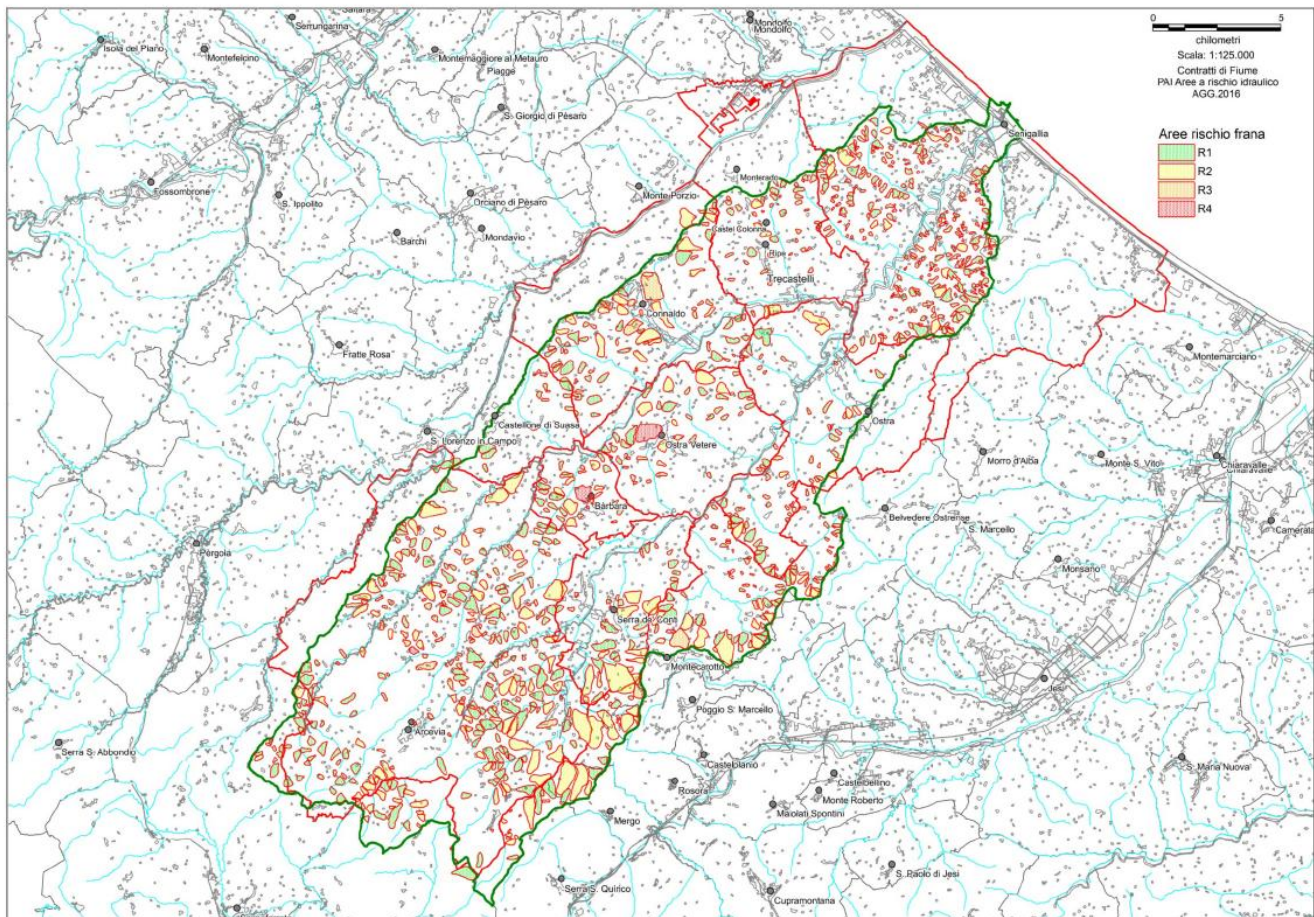 0 5
chilometri
Scala: 1:125.000
Contratti di Fiume
PAI Aree a rischio idraulico
AGG.2016
Aree rischio frana
R1
R2
R3
R4
Saltara
Serrungarina
Mondolfo
Mondolfo
Isola del Piano
Montefelcino
Montemaggiore al Metauro
Piagge
S. Giorgio di Pesaro
Senigallia
Fossombrone
S. Ippolito
Monterado
Monte Porzio
Orciano di Pesaro
Barchi
Mondavio
Castel Colonna
Ripe
Trecastelli
Corinaldo
Fratte Rosa
Montemarciano
Castelleone di Suasa
Ostra
S. Lorenzo in Campo
Ostra Vetere
Morro d'Alba
Monte S. Vito
Chiaravalle
Chiaravalle
Barbara
Belvedere Ostrense
S. Marcello
Camerata
Pergola
Monsano
Serra de' Conti
Montecarotto
Jesi
Poggio S. Marcello
Arcevia
Serra S. Abbondio
Castelplanio
S. Maria Nuova
Rosora
Castelbellino
Monte Roberto
Maiolati Spontini
Mergo
S. Paolo di Jesi
Serra S. Quirico
Cupramontana